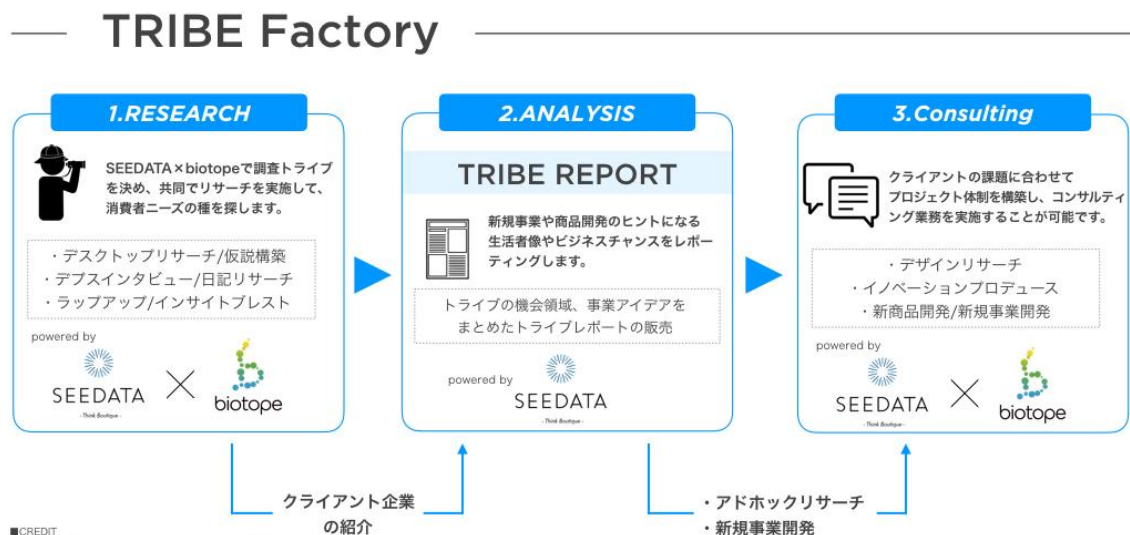 TRIBE Factory
1.RESEARCH
SEEDATA×biotopeで調査トライブ
を決め、共同でリサーチを実施して、
消費者ニーズの種を探します。
・デスクトップリサーチ/仮説構築
・デプスインタビュー/日記リサーチ
・ラップアップ/インサイトブレスト
powered by
SEEDATA
- Think Boutique -
biotope
2.ANALYSIS
TRIBE REPORT
新規事業や商品開発のヒントになる
生活者像やビジネスチャンスをレポー
ティングします。
トライブの機会領域、事業アイデアを
まとめたトライブレポートの販売
powered by
SEEDATA
- Think Boutique -
3.Consulting
クライアントの課題に合わせて
プロジェクト体制を構築し、コンサルティ
ング業務を実施することが可能です。
・デザインリサーチ
・イノベーションプロデュース
・新商品開発/新規事業開発
powered by
SEEDATA
- Think Boutique -
biotope
クライアント企業
の紹介
・アドホックリサーチ
・新規事業開発
■CREDIT